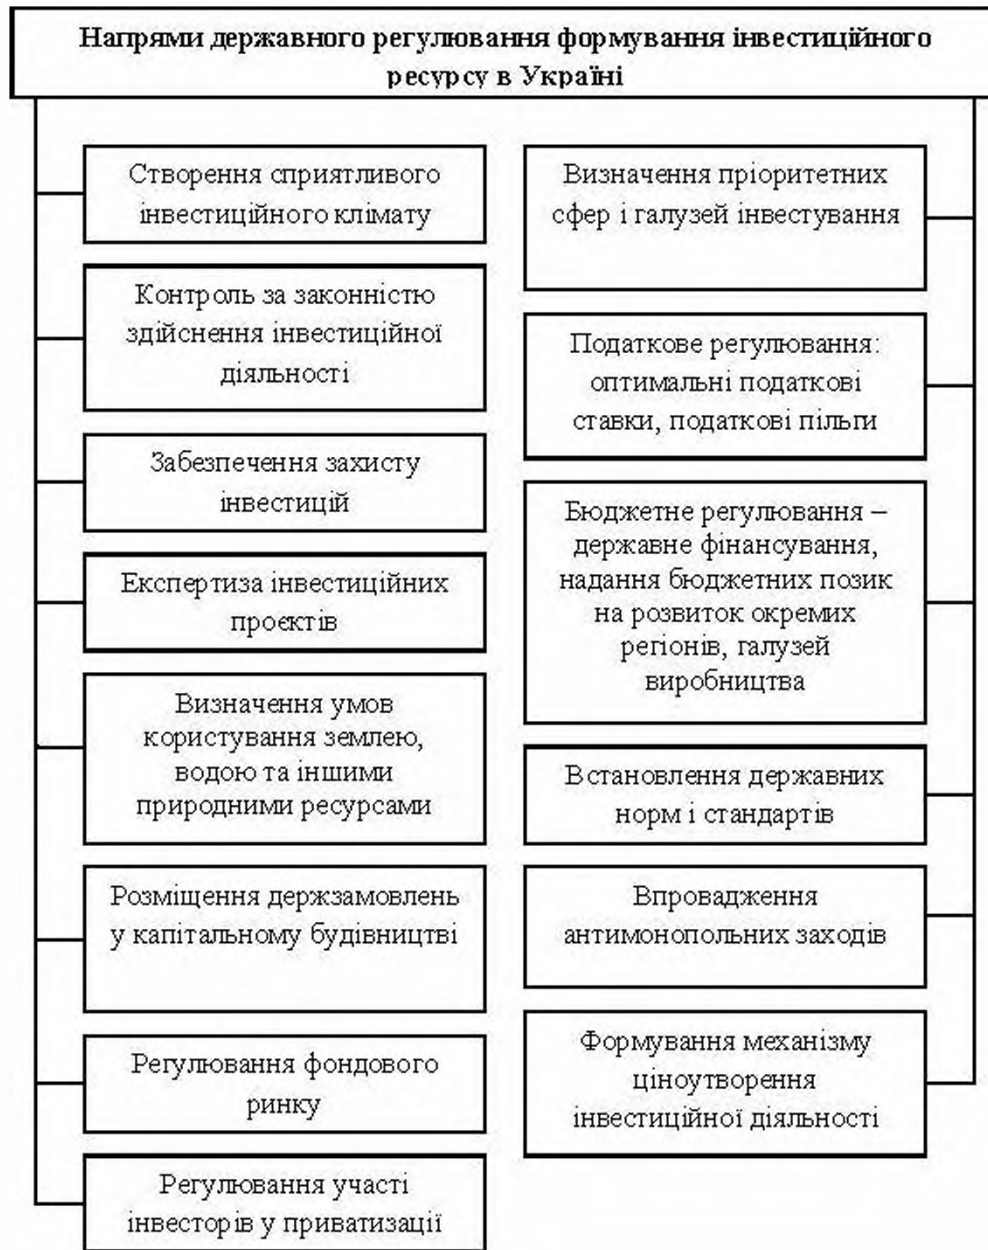 Напрями державного регулювання формування інвестиційного
ресурсу в Україні
Створення сприятливого
інвестиційного клімату
Контроль за законністю
здійснення інвестиційної
діяльності
Забезпечення захисту
інвестицій
Експертиза інвестиційних
проєктів
Визначення умов
користування землею,
водою та іншими
природними ресурсами
Розміщення держзамовлень
у капітальному будівництві
Регулювання фондового
ринку
Регулювання участі
інвесторів у приватизації
Визначення пріоритетних
сфер і галузей інвестування
Податкове регулювання:
оптимальні податкові
ставки, податкові пільги
Бюджетне регулювання –
державне фінансування,
надання бюджетних позик
на розвиток окремих
регіонів, галузей
виробництва
Встановлення державних
норм і стандартів
Впровадження
антимонопольних заходів
Формування механізму
ціноутворення
інвестиційної діяльності